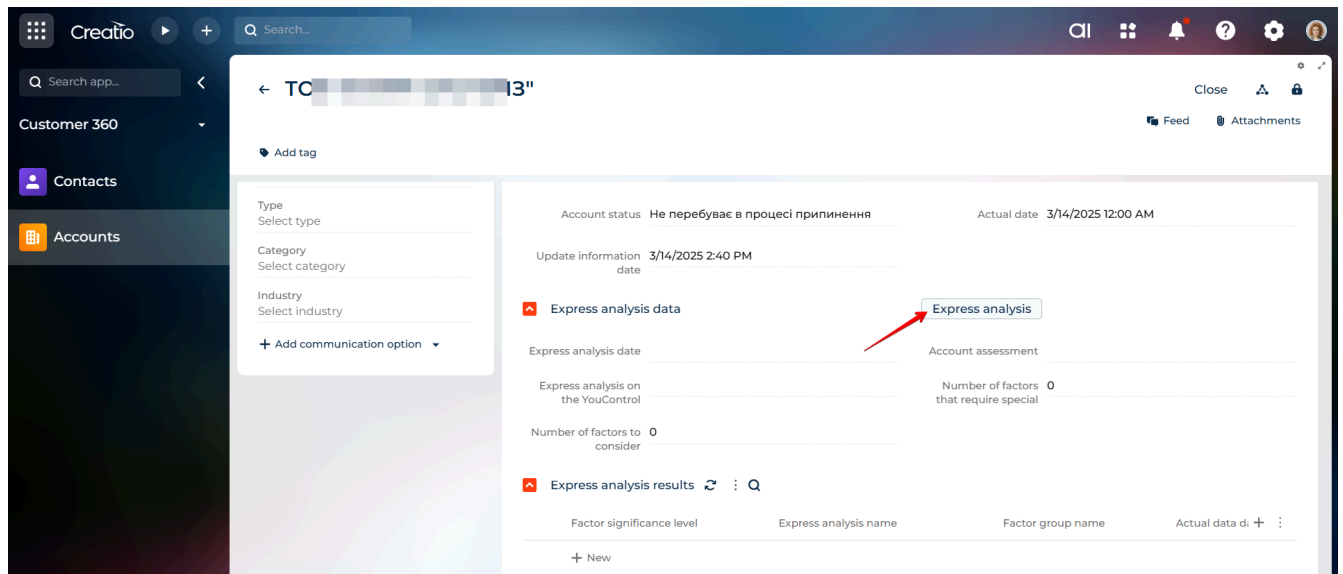 Creatio
Search...
Search app...
Customer 360
Contacts
Accounts
ТО ІЗ"
Close
Feed
Attachments
Add tag
Type
Select type
Category
Select category
Industry
Select industry
Add communication option
Account status Не перебуває в процесі припинення
Actual date 3/14/2025 12:00 AM
Update information date 3/14/2025 2:40 PM
Express analysis data
Express analysis
Express analysis date
Account assessment
Express analysis on
the YouControl
Number of factors 0
that require special
Number of factors to 0
consider
Express analysis results
Factor significance level
Express analysis name
Factor group name
Actual data d
New